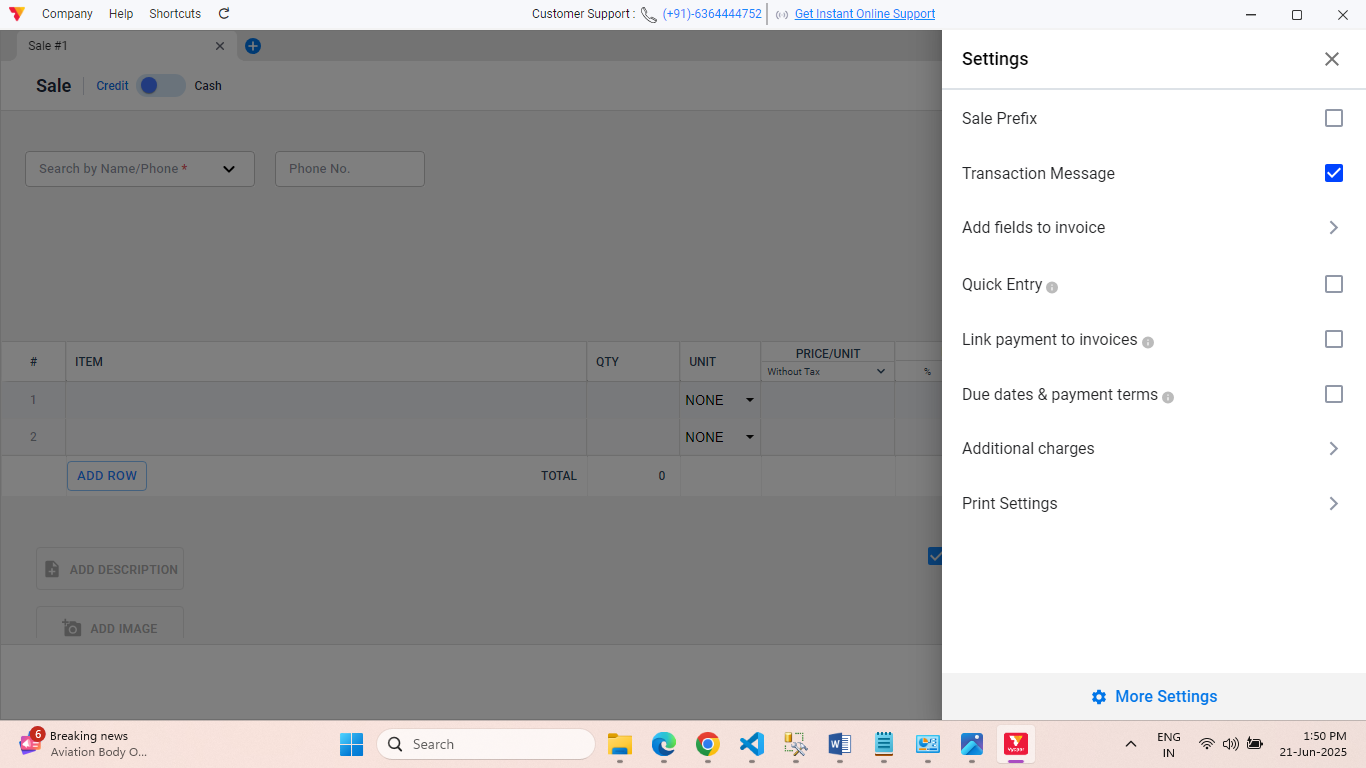 Company Help Shortcuts Customer Support : (+91)-6364444752 Get Instant Online Support
Sale #1
Sale Credit Cash
Search by Name/Phone * Phone No.
# ITEM QTY UNIT PRICE/UNIT
Without Tax %
1 NONE
2 NONE
ADD ROW TOTAL 0
ADD DESCRIPTION
ADD IMAGE
Settings
Sale Prefix
Transaction Message
Add fields to invoice
Quick Entry
Link payment to invoices
Due dates & payment terms
Additional charges
Print Settings
More Settings
6 Breaking news
Aviation Body O...
Search
Vyapar
ENG
IN
1:50 PM
21-Jun-2025